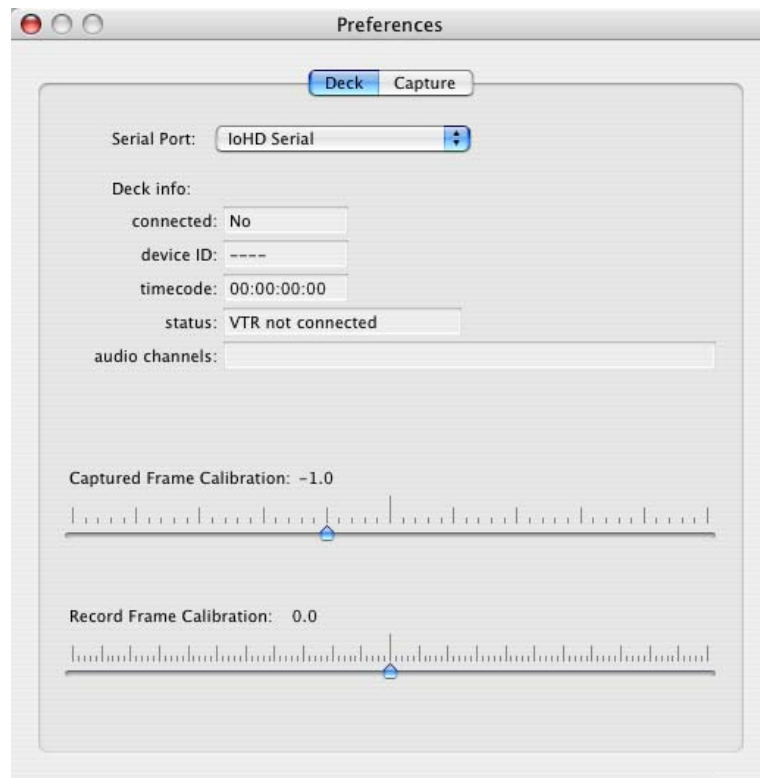 Preferences
Deck Capture
Serial Port: IoHD Serial
Deck info:
connected: No
device ID: ----
timecode: 00:00:00:00
status: VTR not connected
audio channels:
Captured Frame Calibration: -1.0
Record Frame Calibration: 0.0